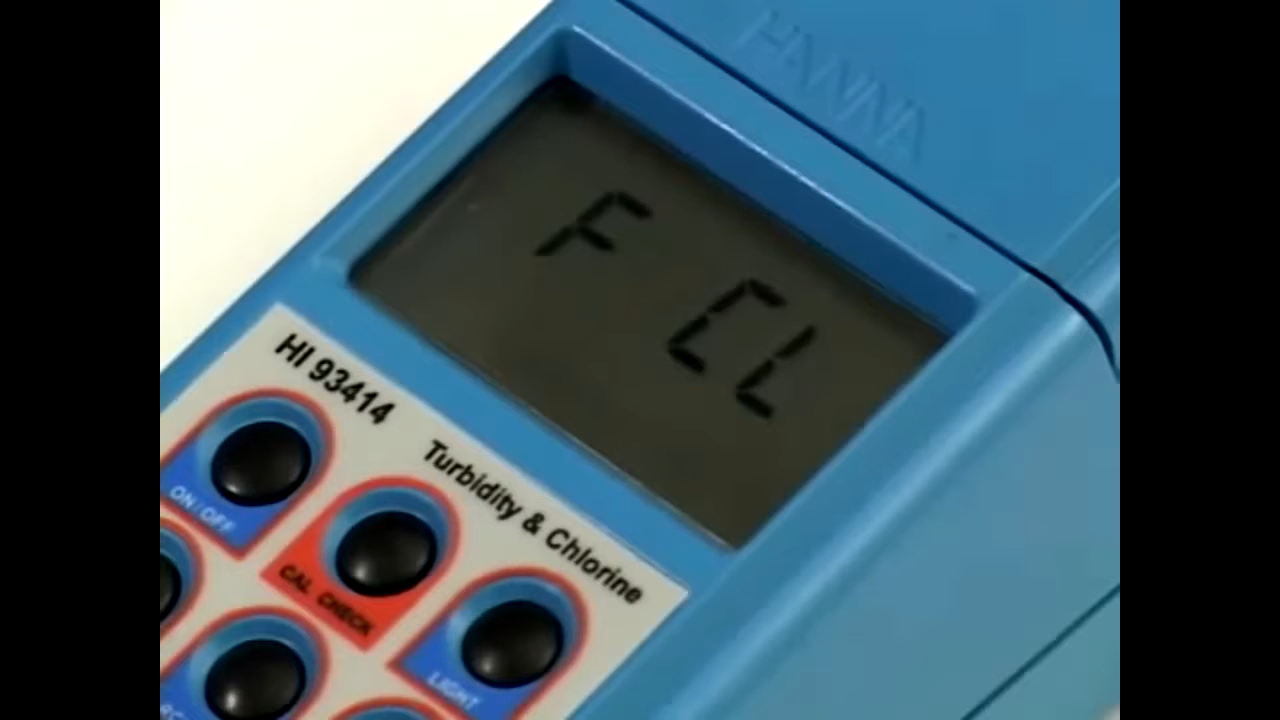 HANNA
F CL
HI 93414
Turbidity & Chlorine
ON/OFF
CAL CHECK
LIGHT